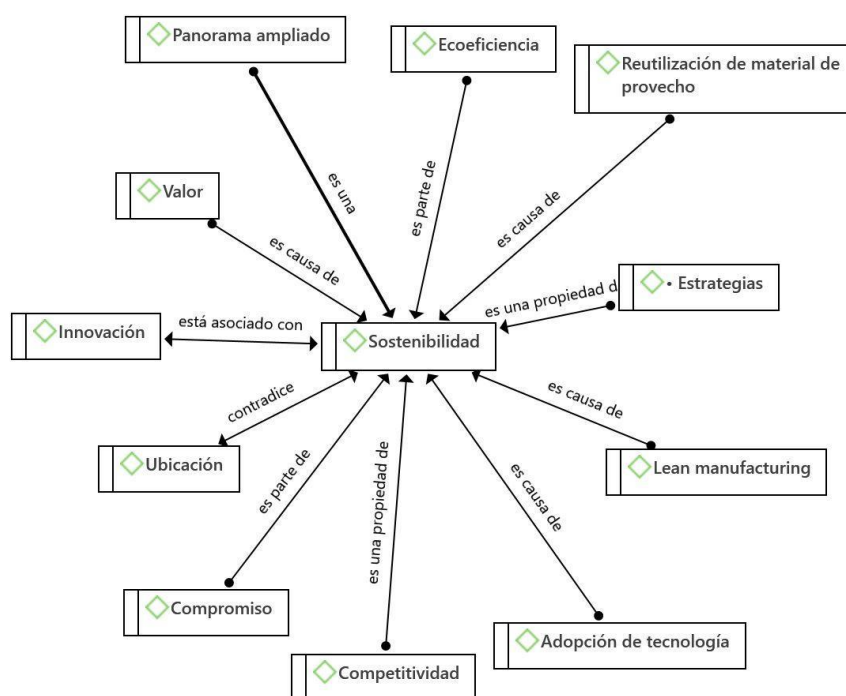 Panorama ampliado
Ecoeficiencia
Reutilización de material de
provecho
es una
es parte de
es causa de
Valor
es causa de
• Estrategias
es una propiedad d
Innovación
está asociado con
Sostenibilidad
contradice
es causa de
Ubicación
Lean manufacturing
es parte de
es una propiedad de
es causa de
Compromiso
Adopción de tecnología
Competitividad